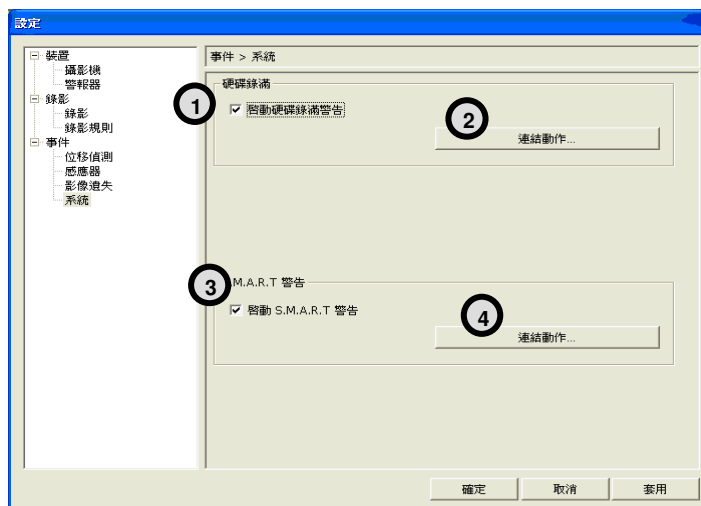 設定
裝置
攝影機
警報器
錄影
錄影
錄影規則
事件
位移偵測
感應器
影像遺失
系統
事件 > 系統
硬碟錄滿
1
啓動硬碟錄滿警告
2
連結動作...
3
.M.A.R.T 警告
啓動 S.M.A.R.T 警告
4
連結動作...
確定
取消
套用